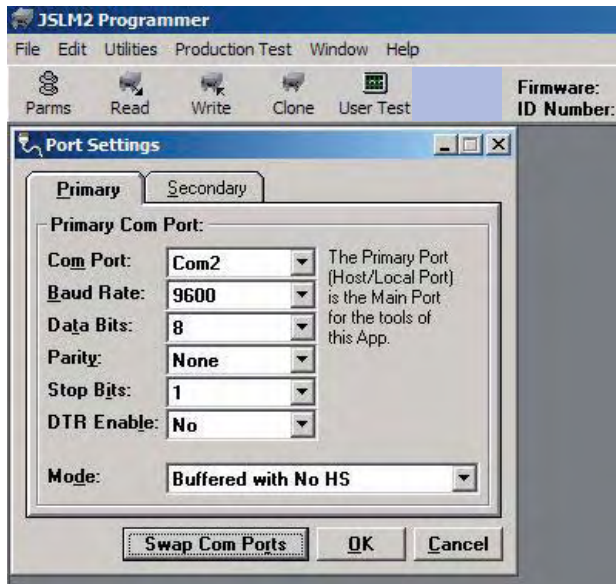 JSLM2 Programmer
File Edit Utilities Production Test Window Help
Parms Read Write Clone User Test
Firmware:
ID Number:
Port Settings
Primary Secondary
Primary Com Port:
Com Port: Com2
Baud Rate: 9600
Data Bits: 8
Parity: None
Stop Bits: 1
DTR Enable: No
The Primary Port
(Host/Local Port)
is the Main Port
for the tools of
this App.
Mode: Buffered with No HS
Swap Com Ports OK Cancel